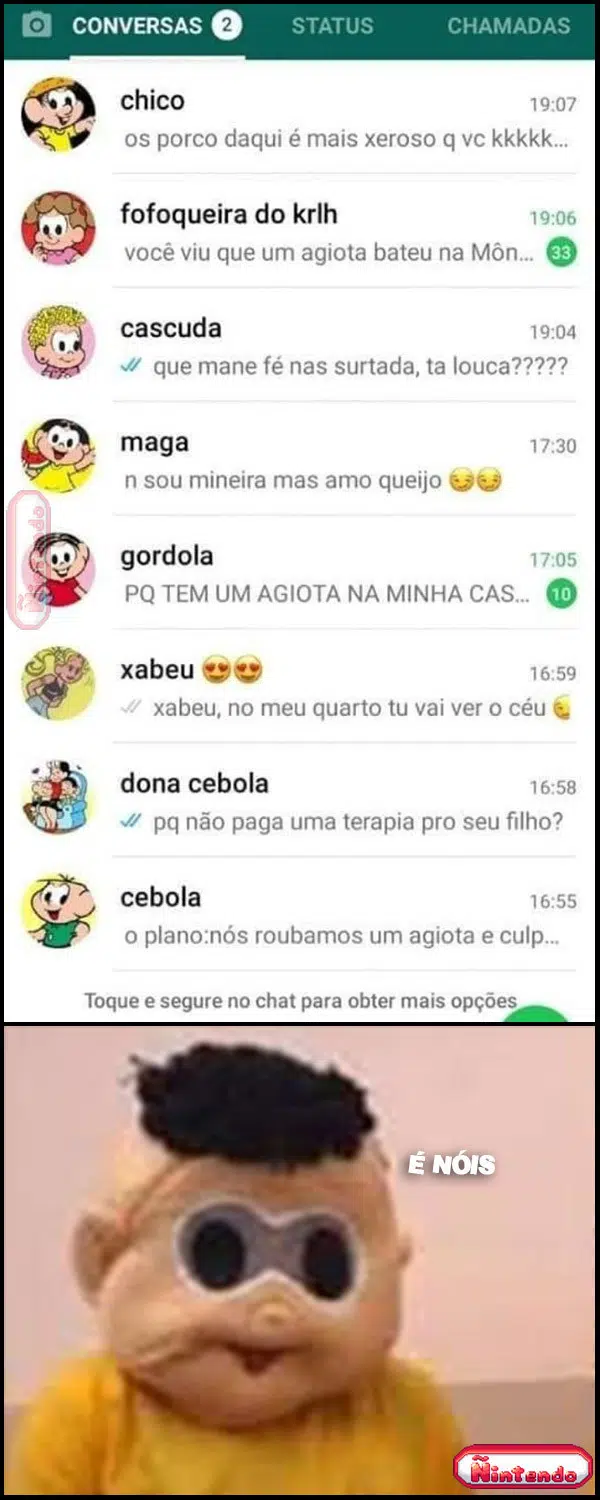 CONVERSAS 2 STATUS CHAMADAS
chico 19:07
os porco daqui é mais xeroso q vc kkkkk...
fofoqueira do krlh 19:06
você viu que um agiota bateu na Môn... 33
cascuda 19:04
que mane fé nas surtada, ta louca?????
maga 17:30
n sou mineira mas amo queijo 😏😏
gordola 17:05
PQ TEM UM AGIOTA NA MINHA CAS... 10
Ñintendo
xabeu 😍😍 16:59
xabeu, no meu quarto tu vai ver o céu
dona cebola 16:58
pq não paga uma terapia pro seu filho?
cebola 16:55
o plano:nós roubamos um agiota e culp...
Toque e segure no chat para obter mais opções
É NÓIS
Ñintendo